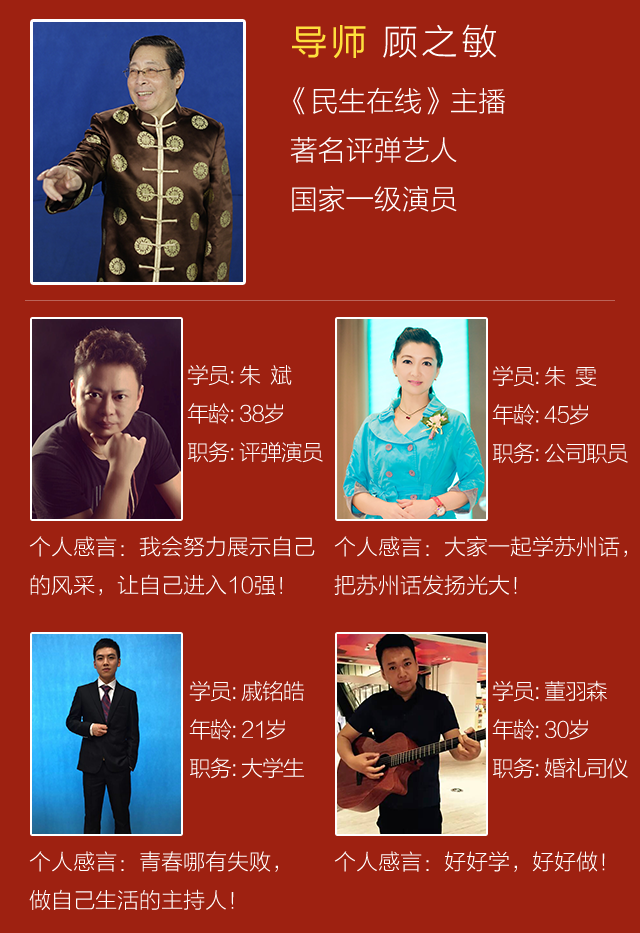 导师 顾之敏
《民生在线》主播
著名评弹艺人
国家一级演员
学员: 朱 斌
年龄: 38岁
职务: 评弹演员
个人感言：我会努力展示自己
的风采，让自己进入10强！
学员: 朱 雯
年龄: 45岁
职务: 公司职员
个人感言：大家一起学苏州话，
把苏州话发扬光大！
学员: 戚铭皓
年龄: 21岁
职务: 大学生
个人感言：青春哪有失败，
做自己生活的主持人！
学员: 董羽森
年龄: 30岁
职务: 婚礼司仪
个人感言：好好学，好好做！